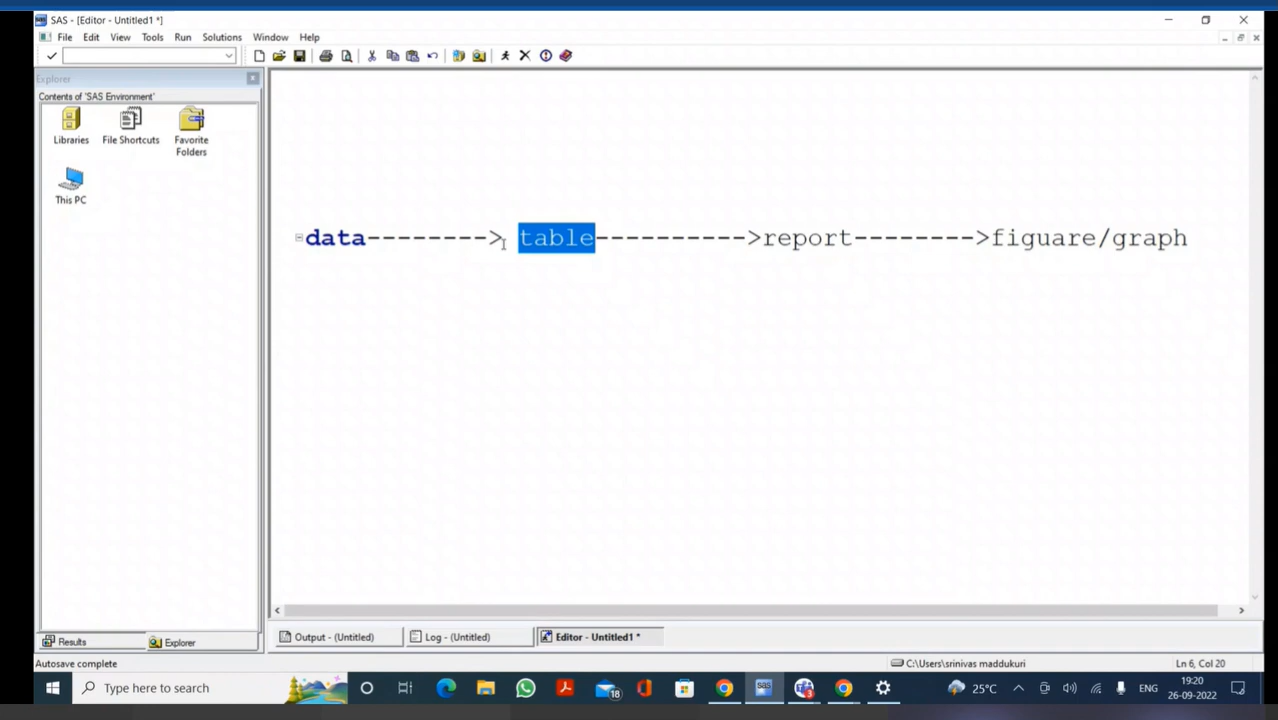 SAS - [Editor - Untitled1 *]
File Edit View Tools Run Solutions Window Help
Explorer
Contents of 'SAS Environment'
Libraries File Shortcuts Favorite Folders
This PC
data--------> table---------->report-------->figuare/graph
Results Explorer
Output - (Untitled) Log - (Untitled) Editor - Untitled1 *
Autosave complete C:\Users\srinivas maddukuri Ln 6, Col 20
Type here to search 18 sas 25°C ENG 19:20
26-09-2022